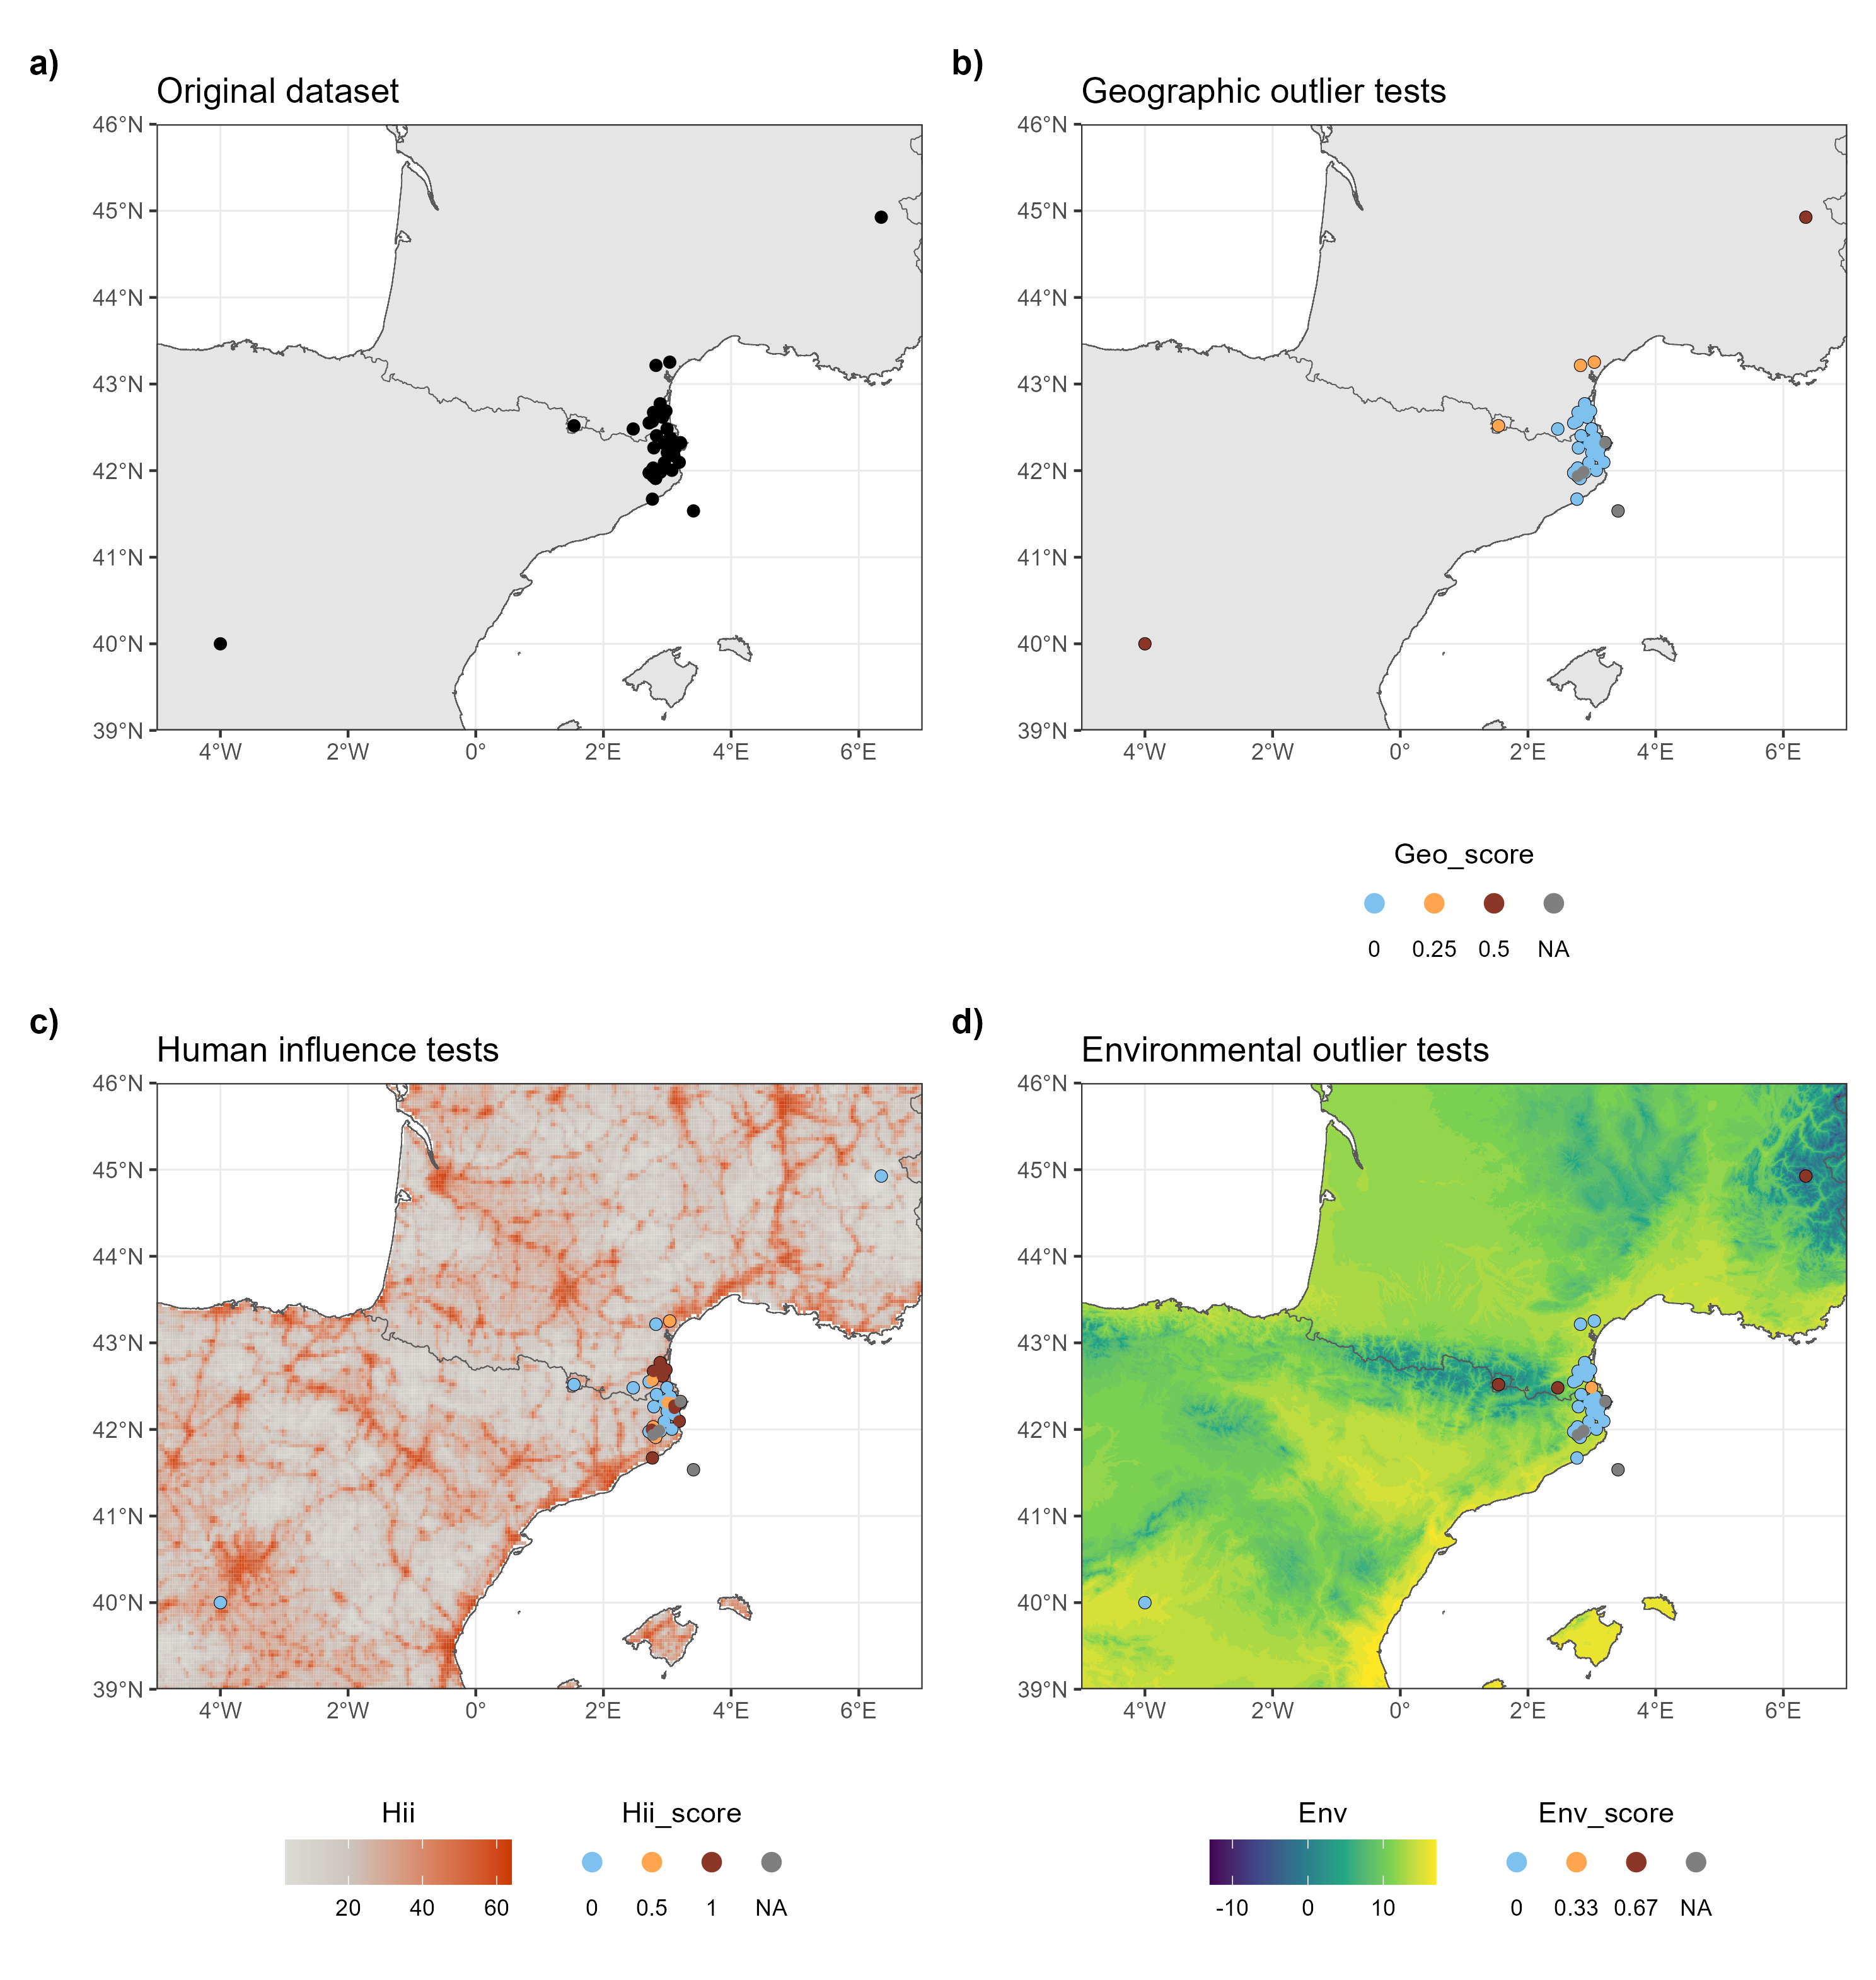 a)
Original dataset
46°N
45°N
44°N
43°N
42°N
41°N
40°N
39°N
4°W 2°W 0° 2°E 4°E 6°E
b)
Geographic outlier tests
46°N
45°N
44°N
43°N
42°N
41°N
40°N
39°N
4°W 2°W 0° 2°E 4°E 6°E
Geo_score
0 0.25 0.5 NA
c)
Human influence tests
46°N
45°N
44°N
43°N
42°N
41°N
40°N
39°N
4°W 2°W 0° 2°E 4°E 6°E
Hii
20 40 60
Hii_score
0 0.5 1 NA
d)
Environmental outlier tests
46°N
45°N
44°N
43°N
42°N
41°N
40°N
39°N
4°W 2°W 0° 2°E 4°E 6°E
Env
-10 0 10
Env_score
0 0.33 0.67 NA